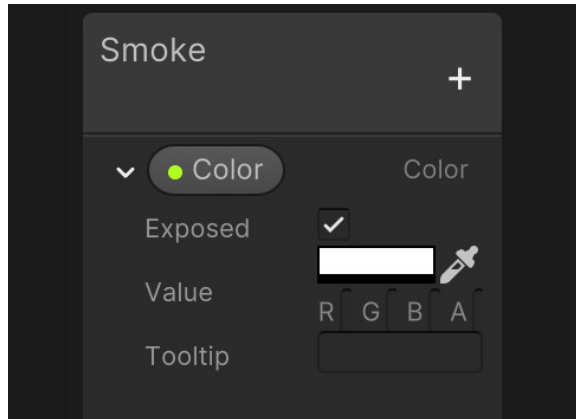 Smoke
+
Color Color
Exposed
Value
R G B A
Tooltip